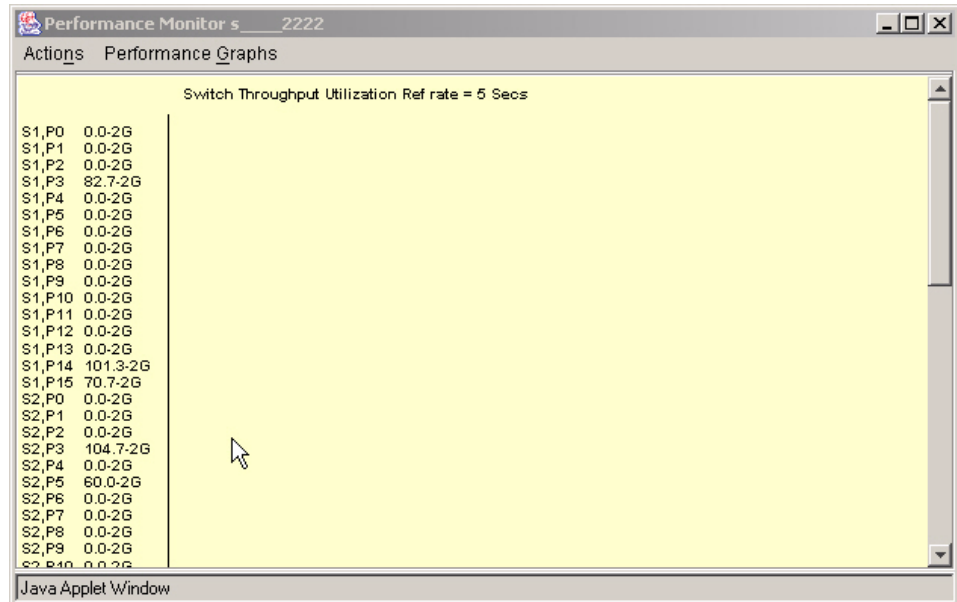 Performance Monitor s____2222
Actions Performance Graphs
Switch Throughput Utilization Ref rate = 5 Secs
S1,P0 0.0-2G
S1,P1 0.0-2G
S1,P2 0.0-2G
S1,P3 82.7-2G
S1,P4 0.0-2G
S1,P5 0.0-2G
S1,P6 0.0-2G
S1,P7 0.0-2G
S1,P8 0.0-2G
S1,P9 0.0-2G
S1,P10 0.0-2G
S1,P11 0.0-2G
S1,P12 0.0-2G
S1,P13 0.0-2G
S1,P14 101.3-2G
S1,P15 70.7-2G
S2,P0 0.0-2G
S2,P1 0.0-2G
S2,P2 0.0-2G
S2,P3 104.7-2G
S2,P4 0.0-2G
S2,P5 60.0-2G
S2,P6 0.0-2G
S2,P7 0.0-2G
S2,P8 0.0-2G
S2,P9 0.0-2G
S2,P10 0.0-2G
Java Applet Window